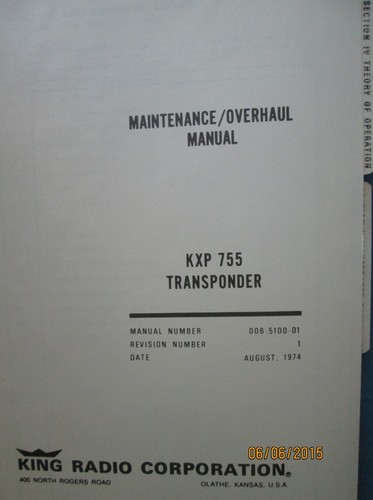 SECTION IV THEORY OF OPERATION
MAINTENANCE/OVERHAUL
MANUAL
KXP 755
TRANSPONDER
MANUAL NUMBER 006-5100-01
REVISION NUMBER 1
DATE AUGUST, 1974
06/06/2015
KING RADIO CORPORATION®
400 NORTH ROGERS ROAD OLATHE, KANSAS, U.S.A.